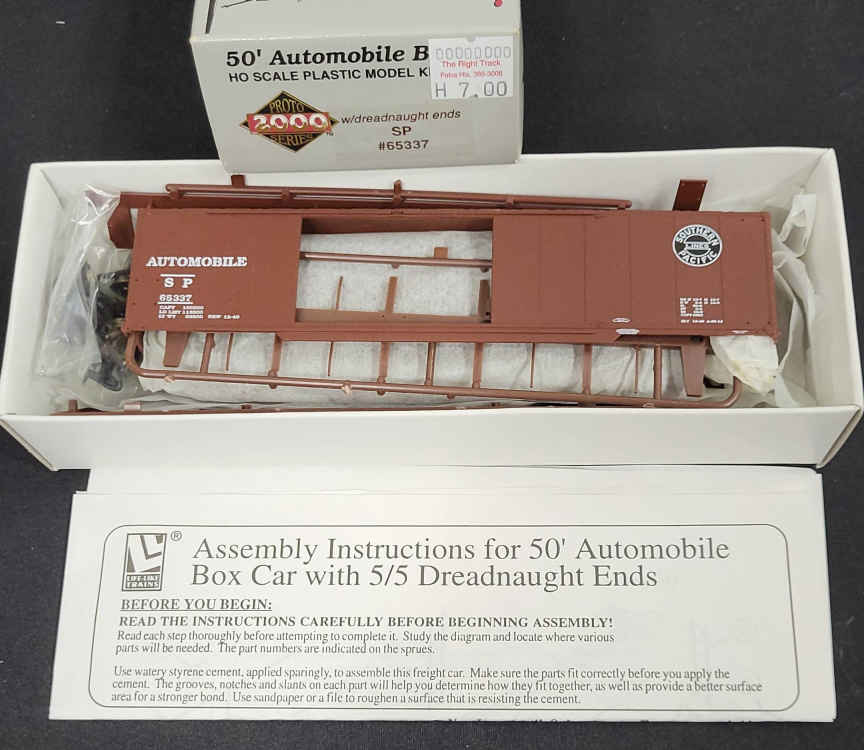 50' Automobile B
HO SCALE PLASTIC MODEL KI
00000000
The Right Track
H 7.00
PROTO
2000
SERIES
w/dreadnaught ends
SP
#65337
AUTOMOBILE
S P
65337
SOUTHERN
LINES
PACIFIC
LIFE-LIKE
TRAINS
®
Assembly Instructions for 50' Automobile
Box Car with 5/5 Dreadnaught Ends
BEFORE YOU BEGIN:
READ THE INSTRUCTIONS CAREFULLY BEFORE BEGINNING ASSEMBLY!
Read each step thoroughly before attempting to complete it. Study the diagram and locate where various
parts will be needed. The part numbers are indicated on the sprues.
Use watery styrene cement, applied sparingly, to assemble this freight car. Make sure the parts fit correctly before you apply the
cement. The grooves, notches and slants on each part will help you determine how they fit together, as well as provide a better surface
area for a stronger bond. Use sandpaper or a file to roughen a surface that is resisting the cement.